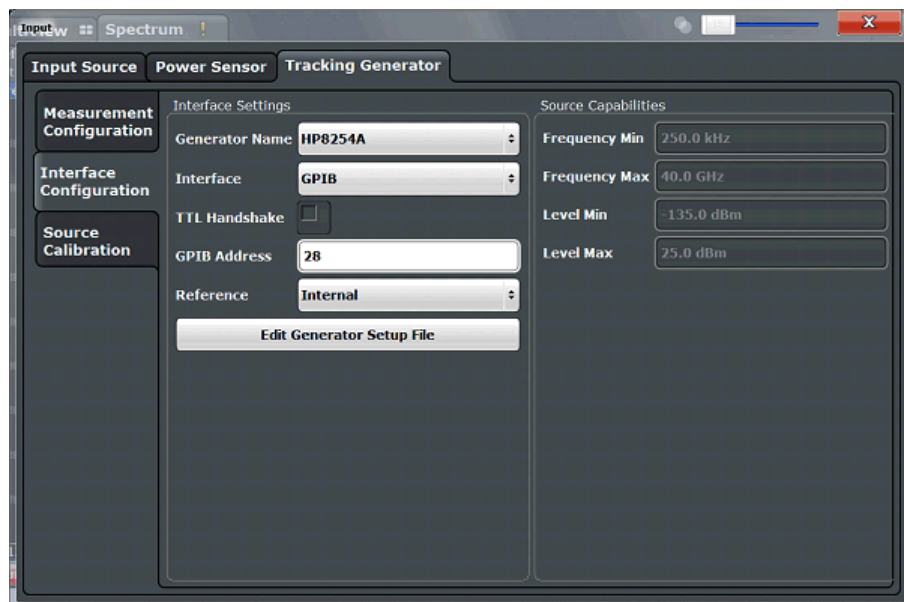 Input
Spectrum !
X
Input Source Power Sensor Tracking Generator
Measurement
Configuration
Interface
Configuration
Source
Calibration
Interface Settings
Generator Name HP8254A
Interface GPIB
TTL Handshake
GPIB Address 28
Reference Internal
Edit Generator Setup File
Source Capabilities
Frequency Min 250.0 kHz
Frequency Max 40.0 GHz
Level Min -135.0 dBm
Level Max 25.0 dBm